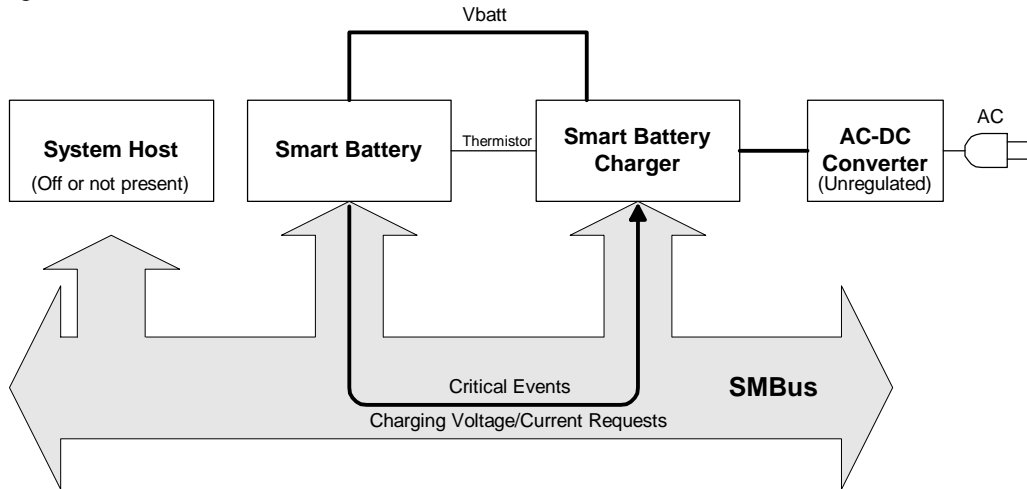 Vbatt
System Host
(Off or not present)
Smart Battery
Thermistor
Smart Battery
Charger
AC-DC
Converter
(Unregulated)
AC
Critical Events
SMBus
Charging Voltage/Current Requests